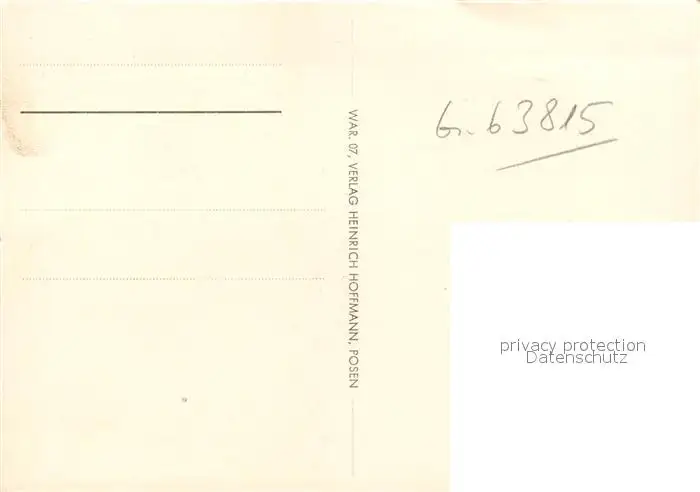 WAR. 07, VERLAG HEINRICH HOFFMANN, POSEN
63815
privacy protection
Datenschutz